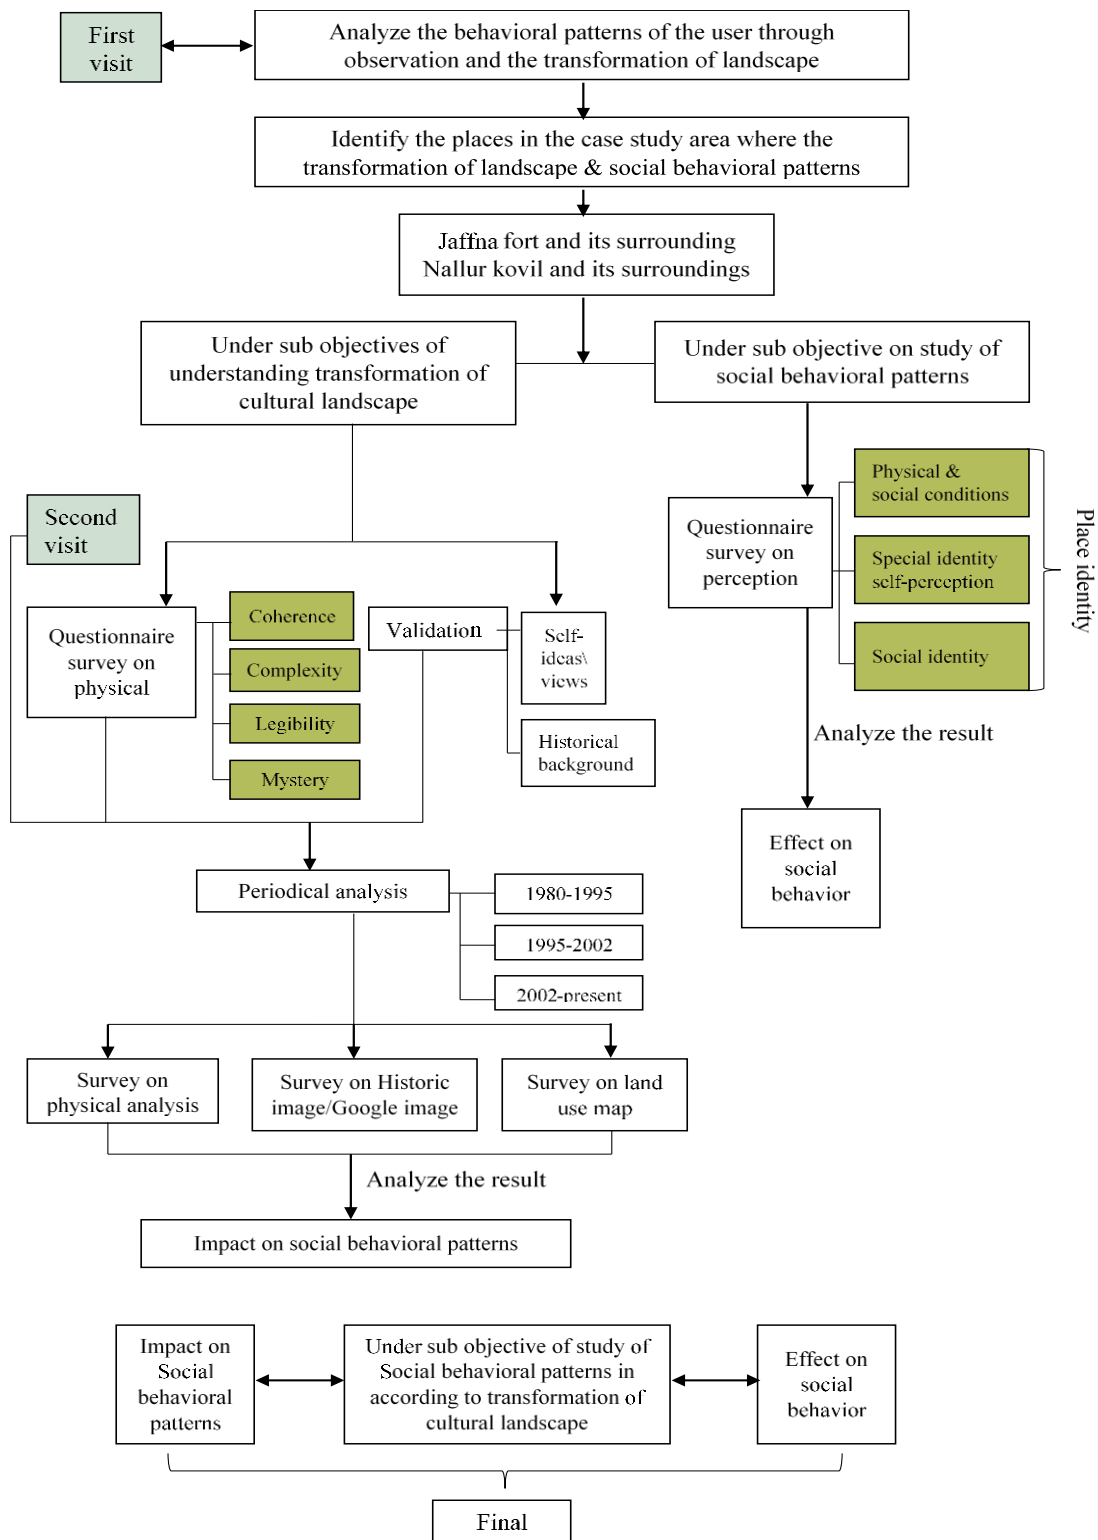 First
visit
Analyze the behavioral patterns of the user through
observation and the transformation of landscape
Identify the places in the case study area where the
transformation of landscape & social behavioral patterns
Jaffna fort and its surrounding
Nallur kovil and its surroundings
Under sub objectives of
understanding transformation of
cultural landscape
Under sub objective on study of
social behavioral patterns
Second
visit
Questionnaire
survey on
physical
Coherence
Complexity
Legibility
Mystery
Validation
Self-
ideas\
views
Historical
background
Questionnaire
survey on
perception
Physical &
social conditions
Special identity
self-perception
Social identity
Place identity
Analyze the result
Effect on
social
behavior
Periodical analysis
1980-1995
1995-2002
2002-present
Survey on
physical analysis
Survey on Historic
image/Google image
Survey on land
use map
Analyze the result
Impact on social behavioral patterns
Impact on
Social
behavioral
patterns
Under sub objective of study of
Social behavioral patterns in
according to transformation of
cultural landscape
Effect on
social
behavior
Final